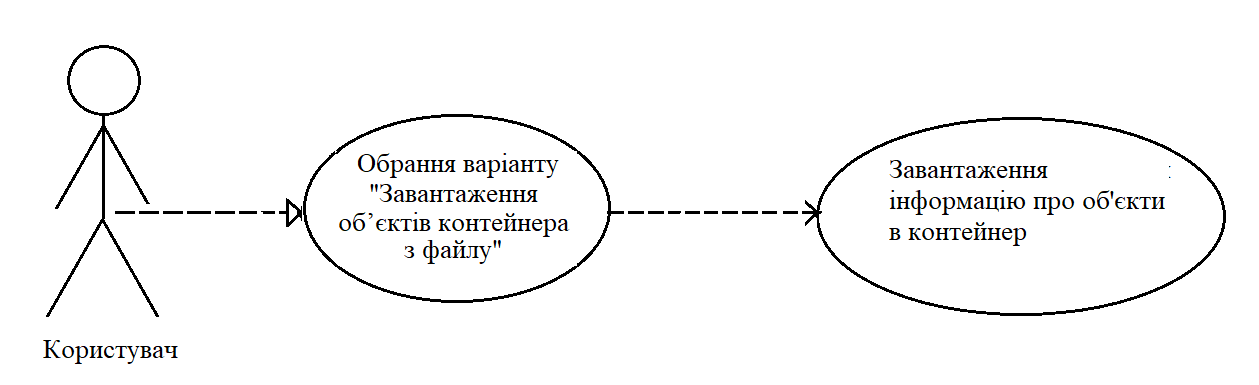 Обрання варіанту
"Завантаження
об’єктів контейнера
з файлу"
Завантаження
інформацію про об'єкти
в контейнер
Користувач